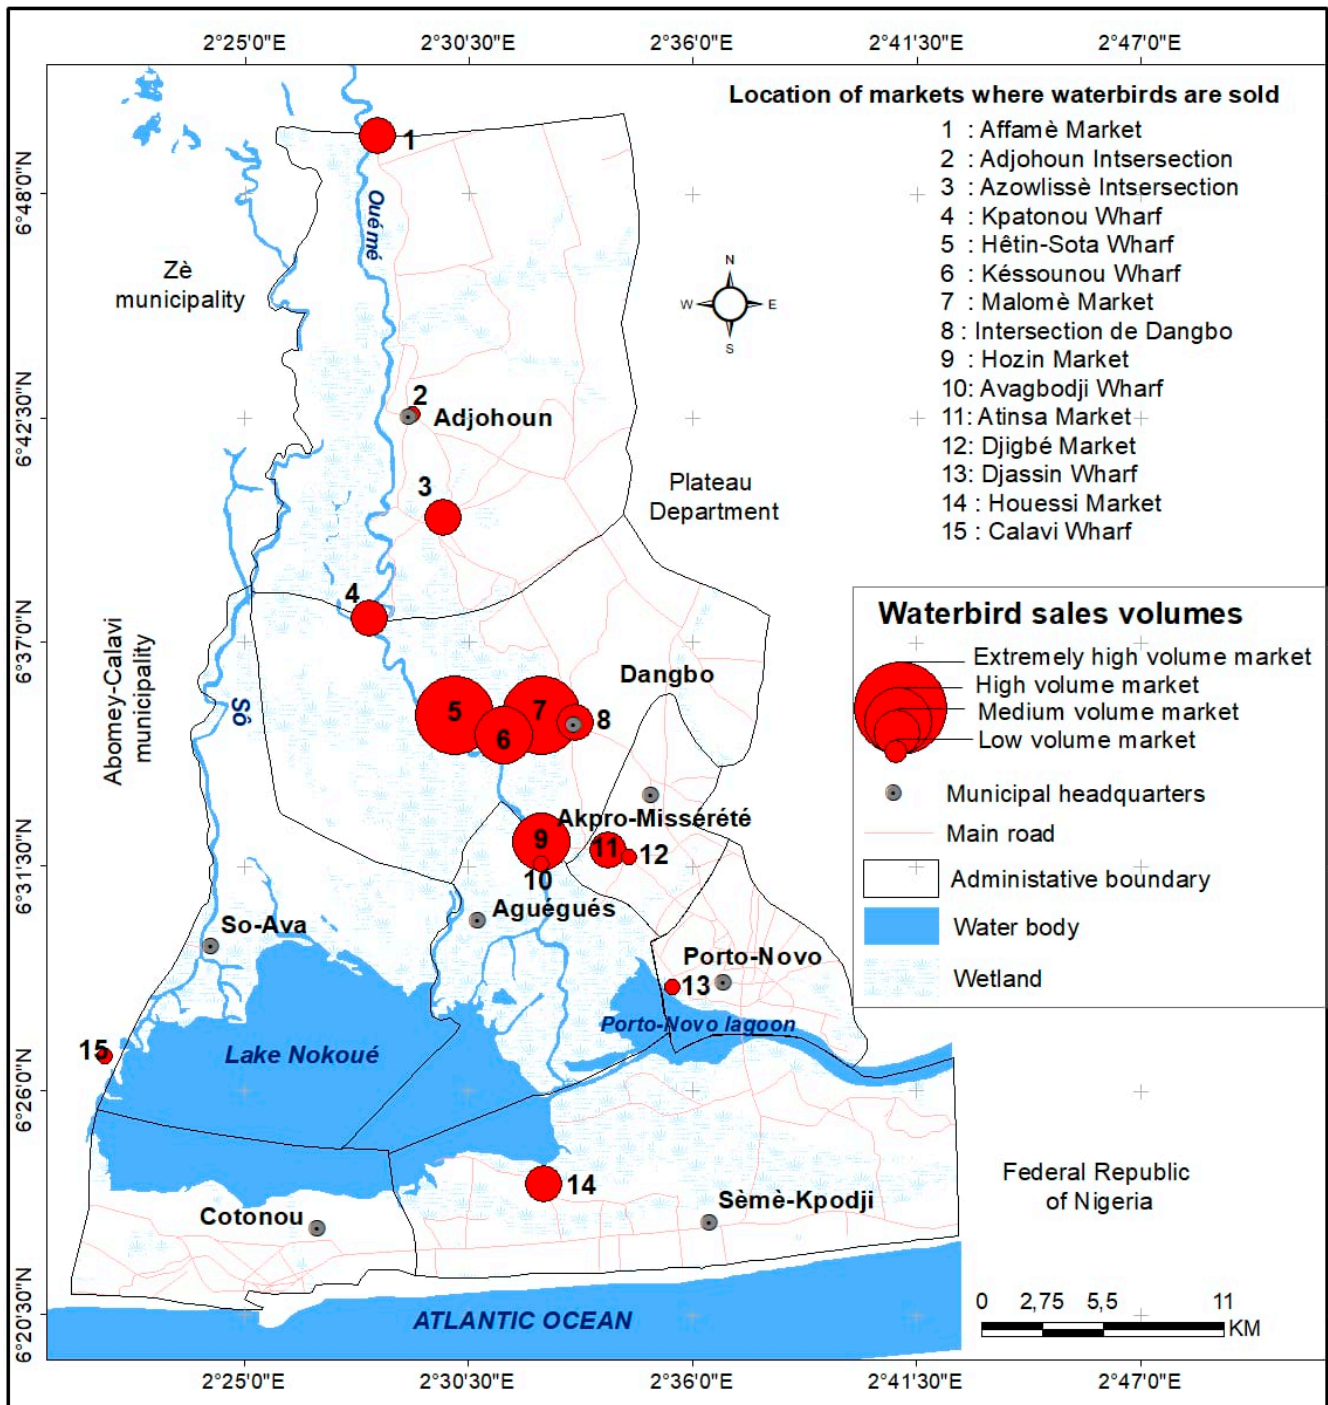 2°25'0"E 2°30'30"E 2°36'0"E 2°41'30"E 2°47'0"E
Location of markets where waterbirds are sold
1 : Affamè Market
2 : Adjohoun Intsersection
3 : Azowlissè Intsersection
4 : Kpatonou Wharf
5 : Hêtin-Sota Wharf
6 : Késsounou Wharf
7 : Malomè Market
8 : Intersection de Dangbo
9 : Hozin Market
10: Avagbodji Wharf
11: Atinsa Market
12: Djigbé Market
13: Djassin Wharf
14 : Houessi Market
15 : Calavi Wharf
1
6°48'0"N
Ouémé
Zè
municipality
N
W E
S
2
Adjohoun
6°42'30"N
3
Plateau
Department
4
6°37'0"N
Abomey-Calavi
municipality
Sô
Dangbo
5
7
8
6
Waterbird sales volumes
Extremely high volume market
High volume market
Medium volume market
Low volume market
Municipal headquarters
Main road
Administative boundary
Water body
Wetland
Akpro-Missérété
9
11
12
10
6°31'30"N
Aguégués
So-Ava
Porto-Novo
13
Porto-Novo lagoon
15
Lake Nokoué
6°26'0"N
14
Federal Republic
of Nigeria
Sèmè-Kpodji
Cotonou
6°20'30"N
ATLANTIC OCEAN
0 2,75 5,5 11
KM
2°25'0"E 2°30'30"E 2°36'0"E 2°41'30"E 2°47'0"E